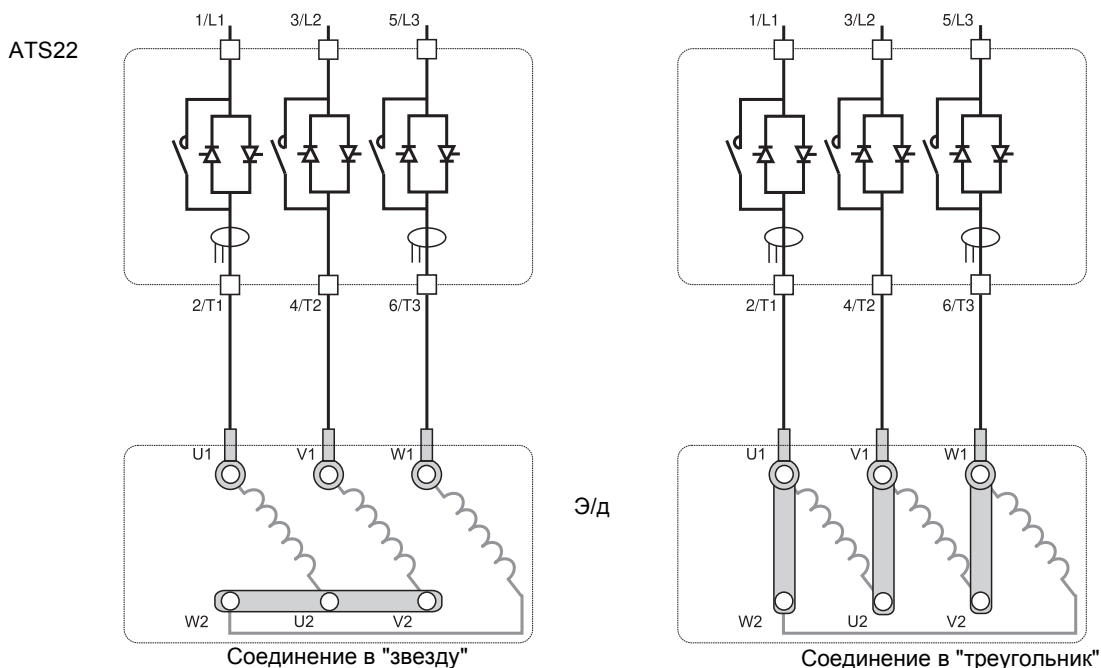 1/L1 3/L2 5/L3 1/L1 3/L2 5/L3
ATS22
2/T1 4/T2 6/T3 2/T1 4/T2 6/T3
U1 V1 W1 U1 V1 W1
Э/д
W2 U2 V2 W2 U2 V2
Соединение в "звезду" Соединение в "треугольник"